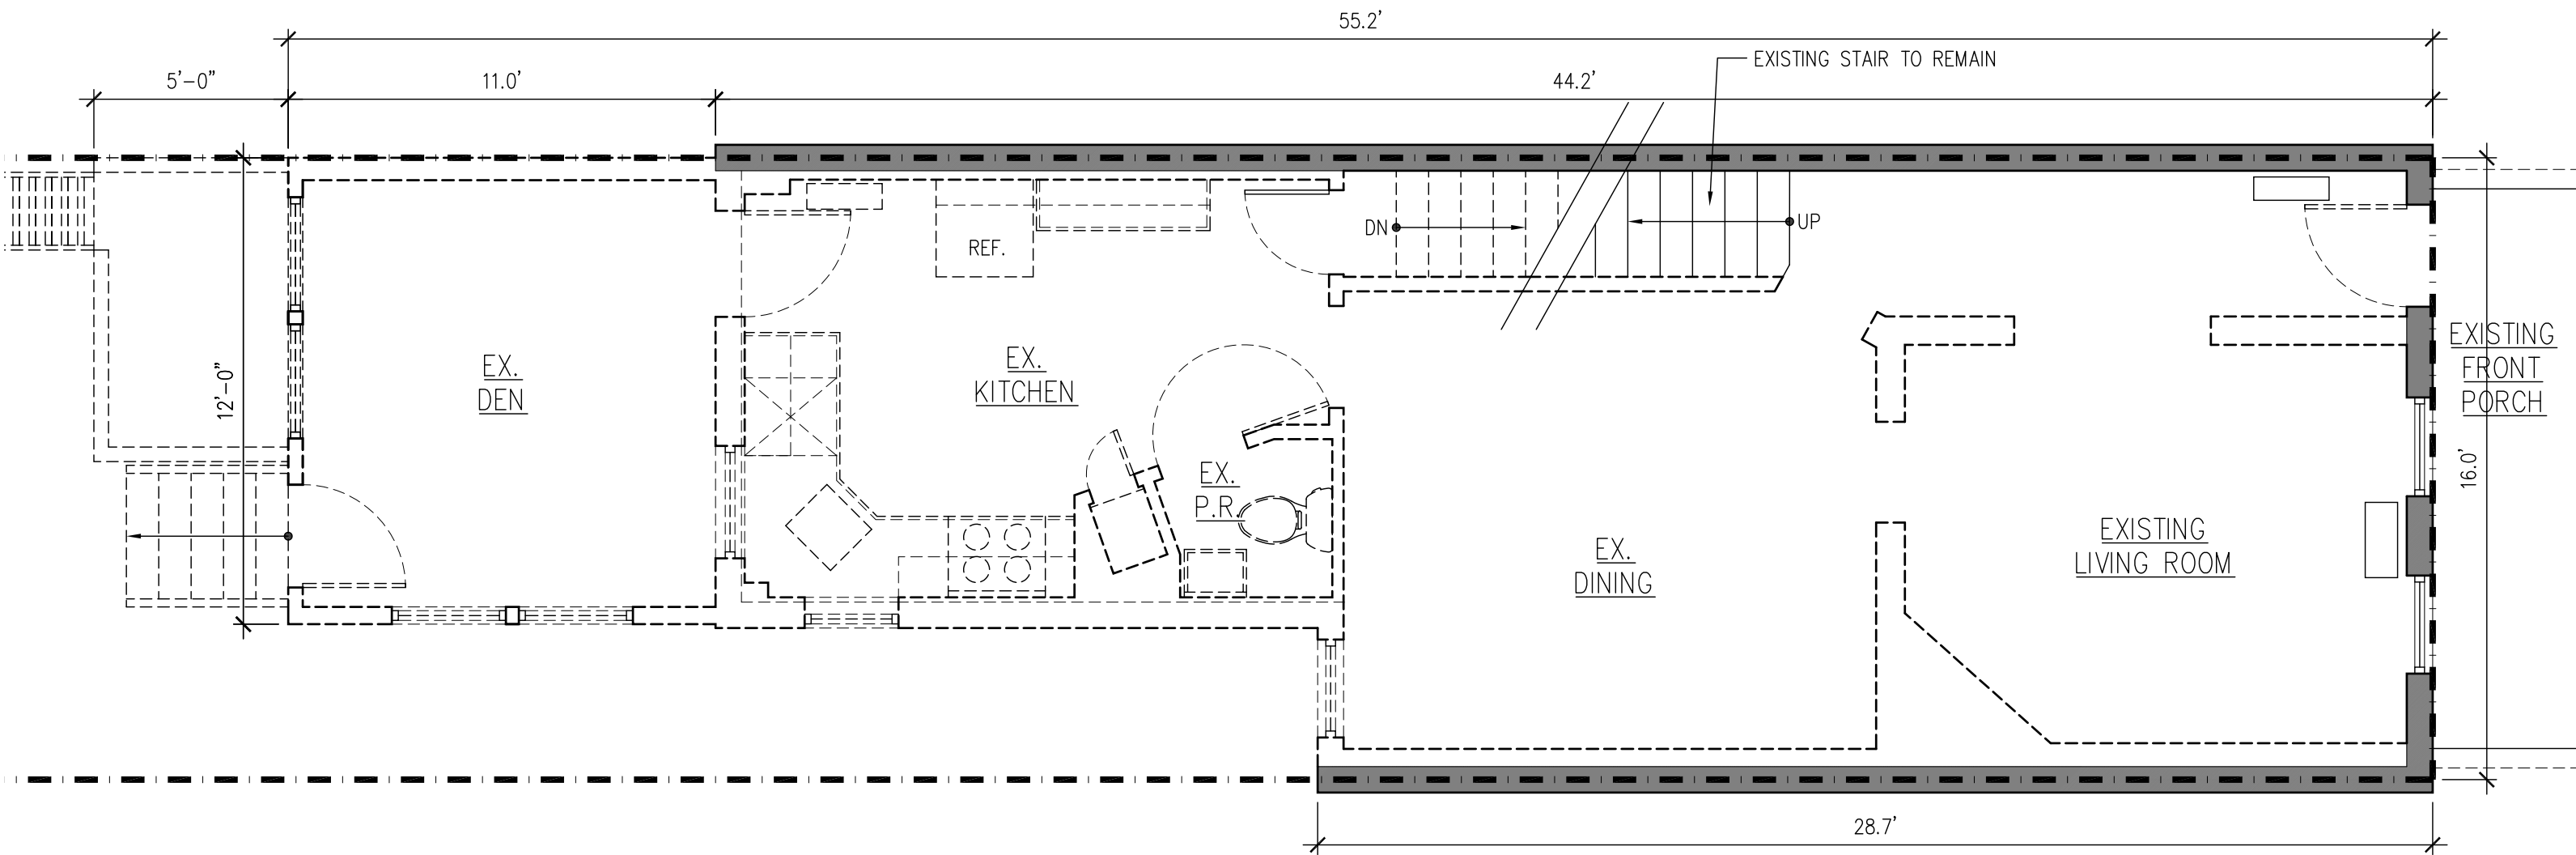 55.2'
EXISTING STAIR TO REMAIN
5'-0"
11.0'
44.2'
REF.
DN
UP
EX.
DEN
EX.
KITCHEN
12'-0"
EX.
P.R.
EX.
DINING
EXISTING
LIVING ROOM
EXISTING
FRONT
PORCH
16.0'
28.7'